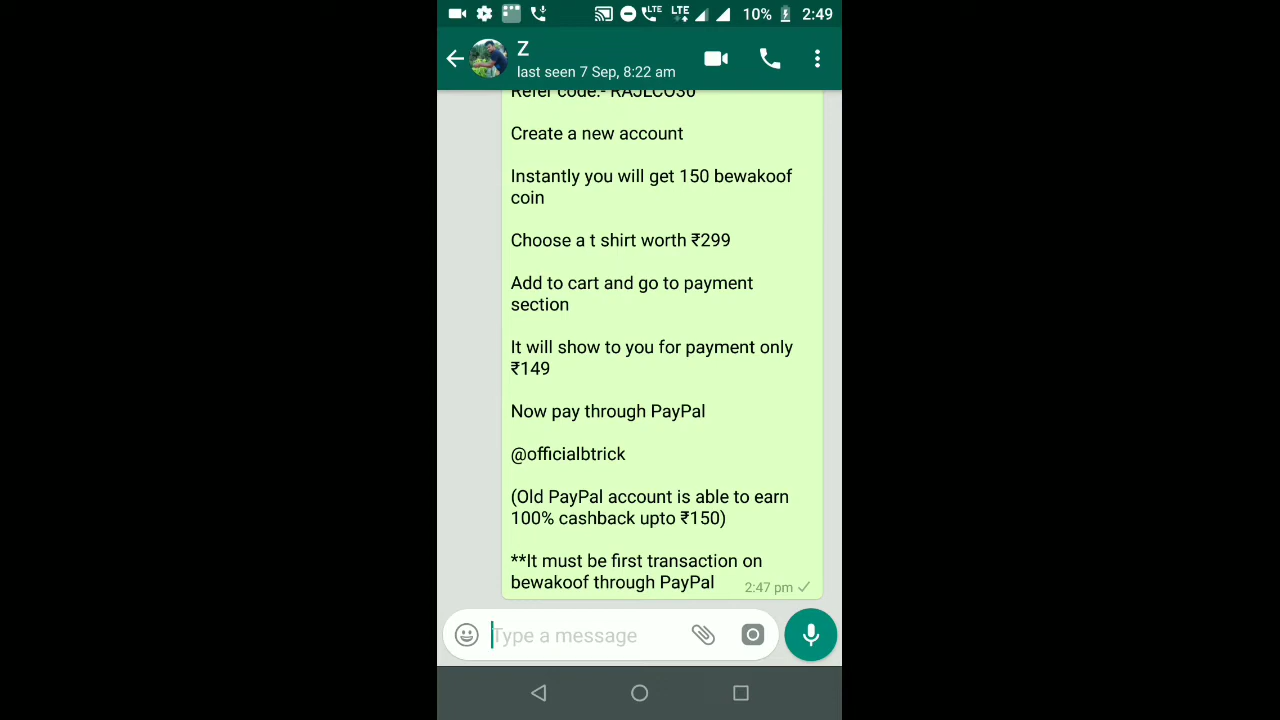 10% 2:49
Z
last seen 7 Sep, 8:22 am
Refer code:-
Create a new account
Instantly you will get 150 bewakoof
coin
Choose a t shirt worth ₹299
Add to cart and go to payment
section
It will show to you for payment only
₹149
Now pay through PayPal
@officialbtrick
(Old PayPal account is able to earn
100% cashback upto ₹150)
**It must be first transaction on
bewakoof through PayPal
2:47 pm
Type a message